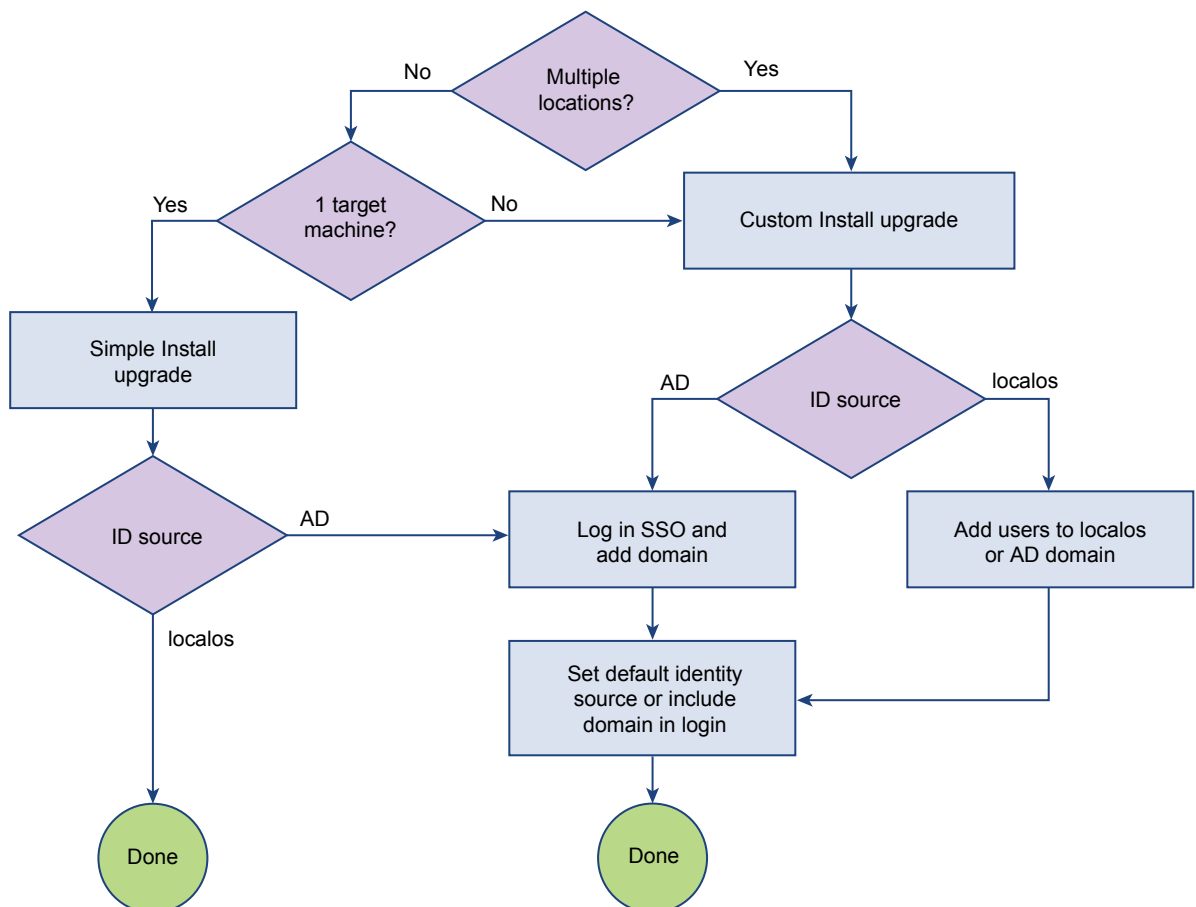 No
Multiple
locations?
Yes
Yes
1 target
machine?
No
Custom Install upgrade
Simple Install
upgrade
AD
ID source
localos
ID source
AD
Log in SSO and
add domain
Add users to localos
or AD domain
localos
Set default identity
source or include
domain in login
Done
Done